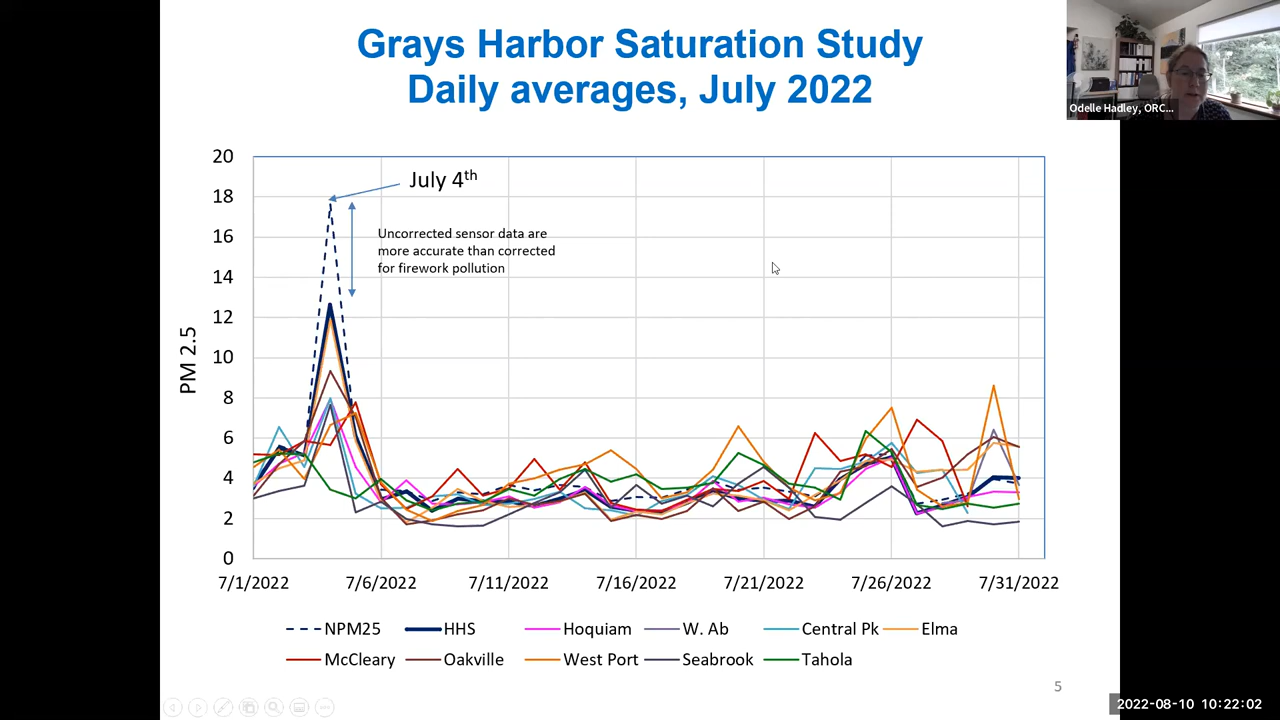 Grays Harbor Saturation Study
Daily averages, July 2022
Odelle Hadley, ORC...
20
18
16
14
12
10
8
6
4
2
0
PM 2.5
July 4th
Uncorrected sensor data are
more accurate than corrected
for firework pollution
7/1/2022 7/6/2022 7/11/2022 7/16/2022 7/21/2022 7/26/2022 7/31/2022
NPM25 HHS Hoquiam W. Ab Central Pk Elma
McCleary Oakville West Port Seabrook Tahola
5
2022-08-10 10:22:02